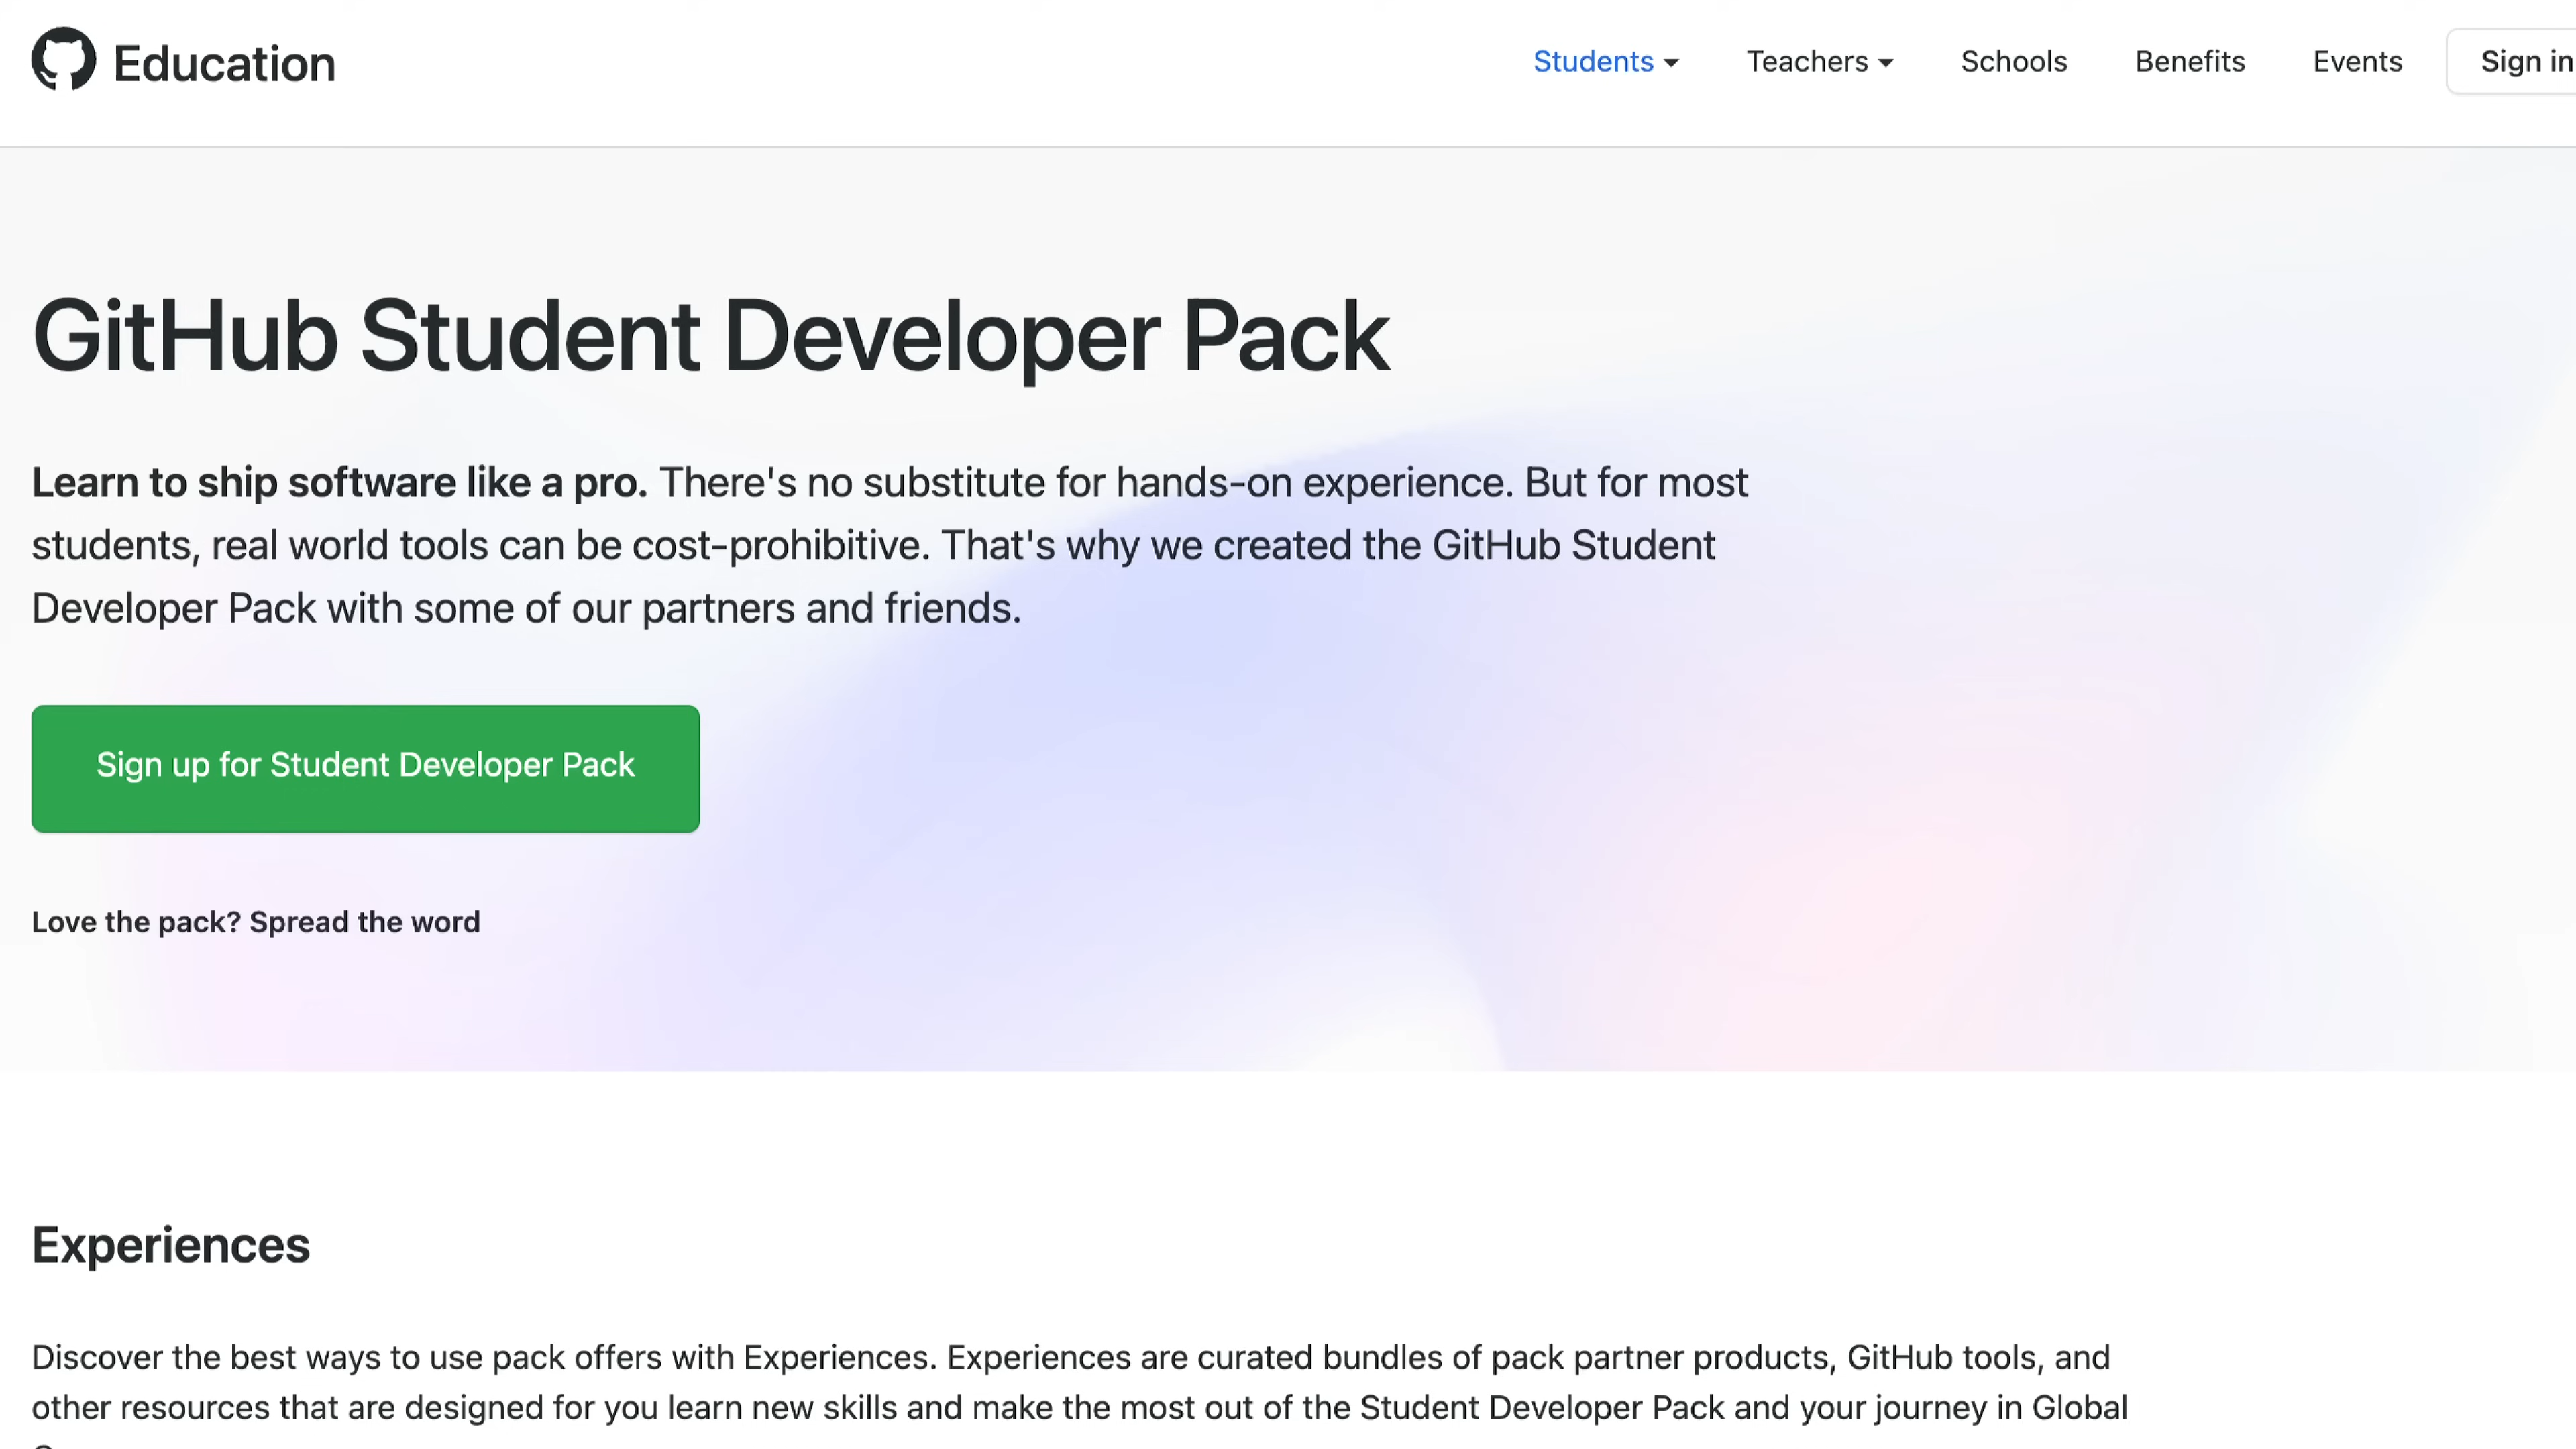 Education
Students
Teachers
Schools
Benefits
Events
Sign in
GitHub Student Developer Pack
Learn to ship software like a pro. There's no substitute for hands-on experience. But for most
students, real world tools can be cost-prohibitive. That's why we created the GitHub Student
Developer Pack with some of our partners and friends.
Sign up for Student Developer Pack
Love the pack? Spread the word
Experiences
Discover the best ways to use pack offers with Experiences. Experiences are curated bundles of pack partner products, GitHub tools, and
other resources that are designed for you learn new skills and make the most out of the Student Developer Pack and your journey in Global